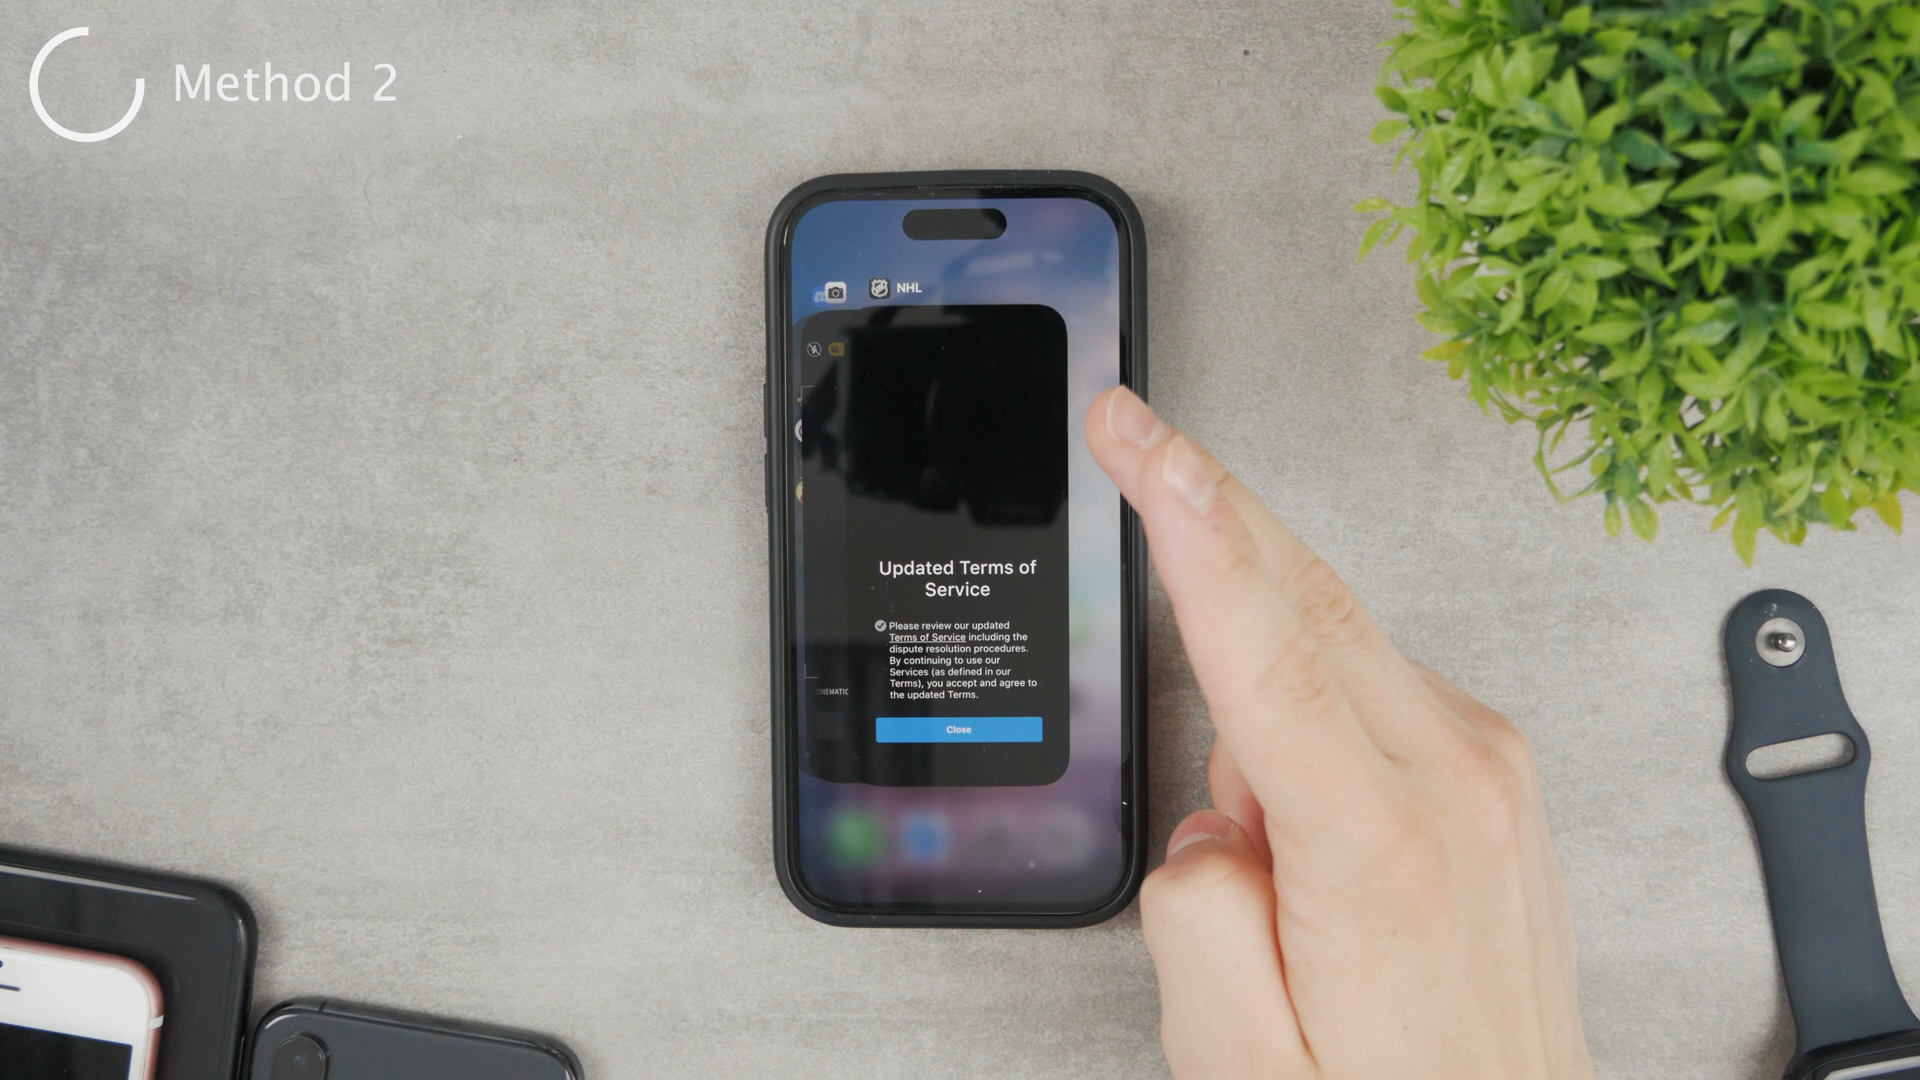 Method 2
NHL
Updated Terms of
Service
Please review our updated
Terms of Service including the
dispute resolution procedures.
By continuing to use our
Services (as defined in our
Terms), you accept and agree to
the updated Terms.
CINEMATIC
Close